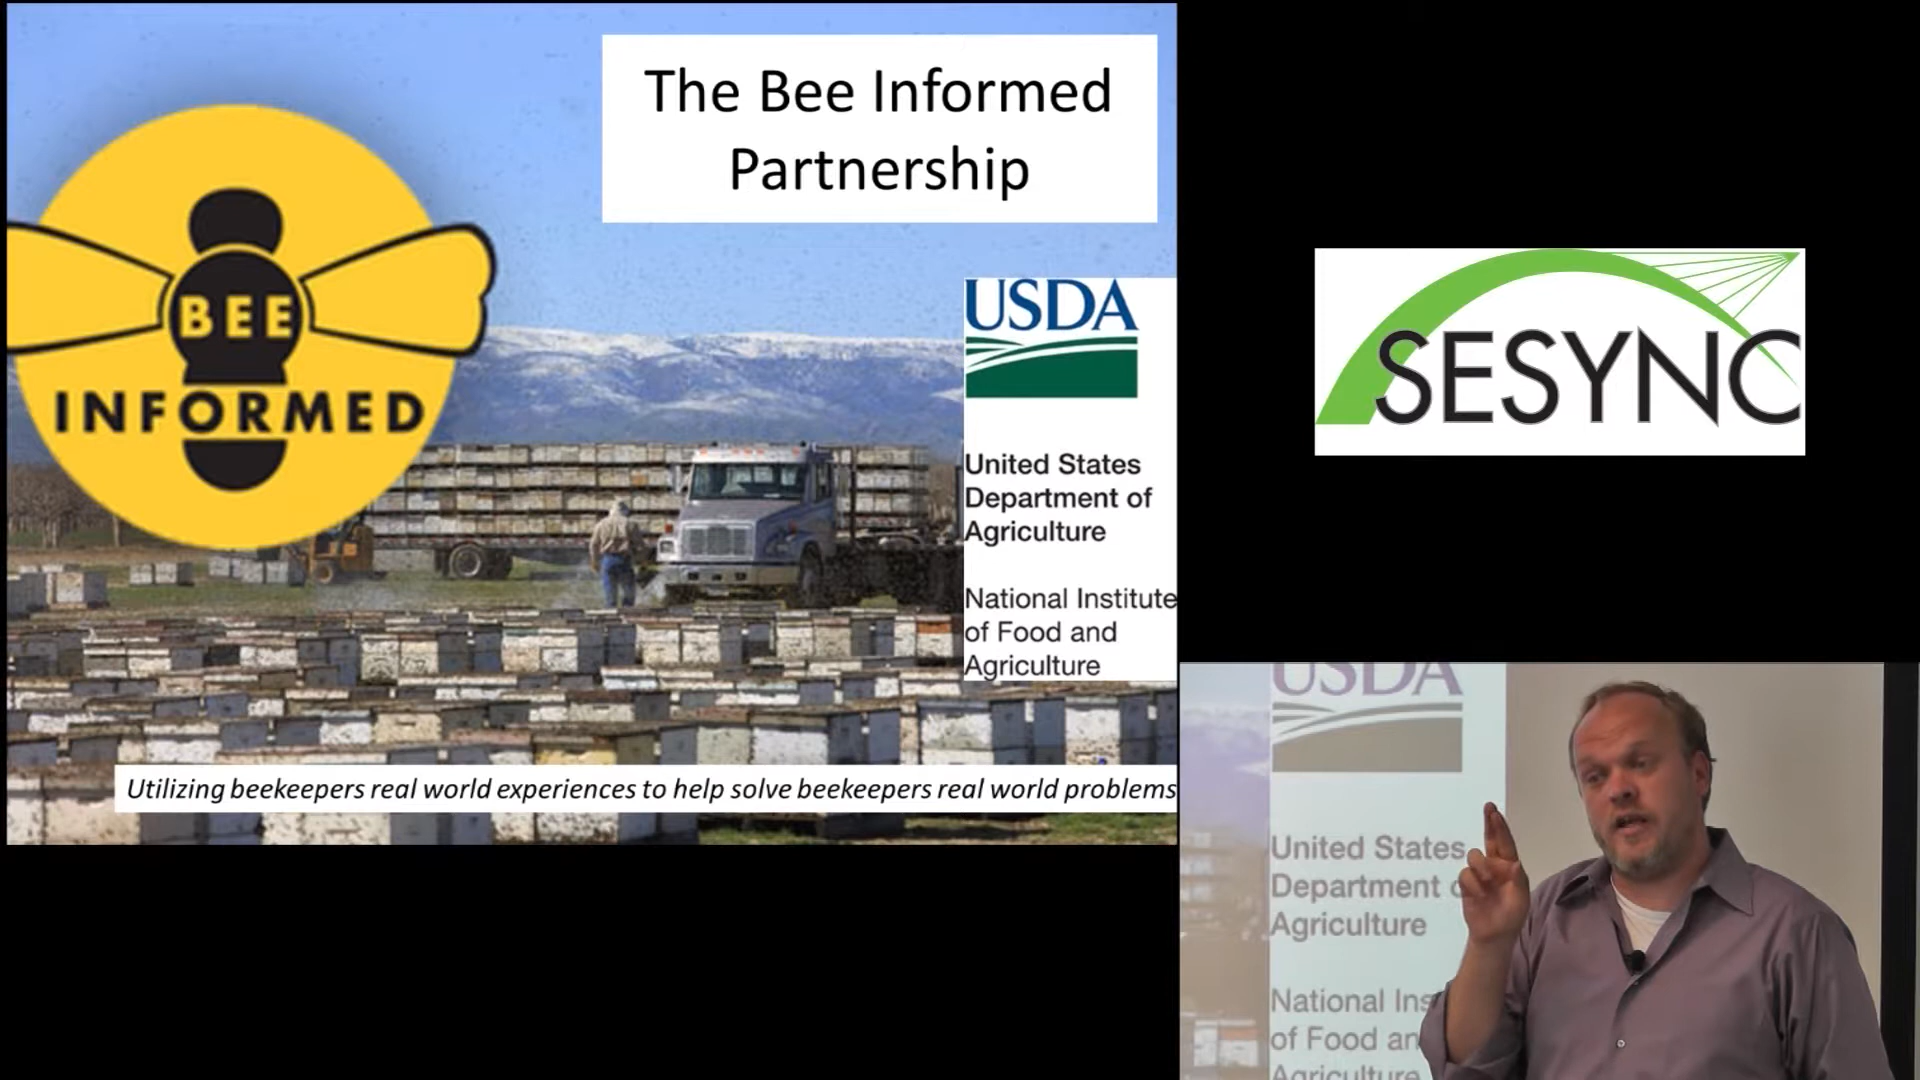 The Bee Informed
Partnership
BEE
INFORMED
USDA
United States
Department of
Agriculture
National Institute
of Food and
Agriculture
Utilizing beekeepers real world experiences to help solve beekeepers real world problems
SESYNC
USDA
United States
Department
Agriculture
National Ins
of Food an
Agriculture